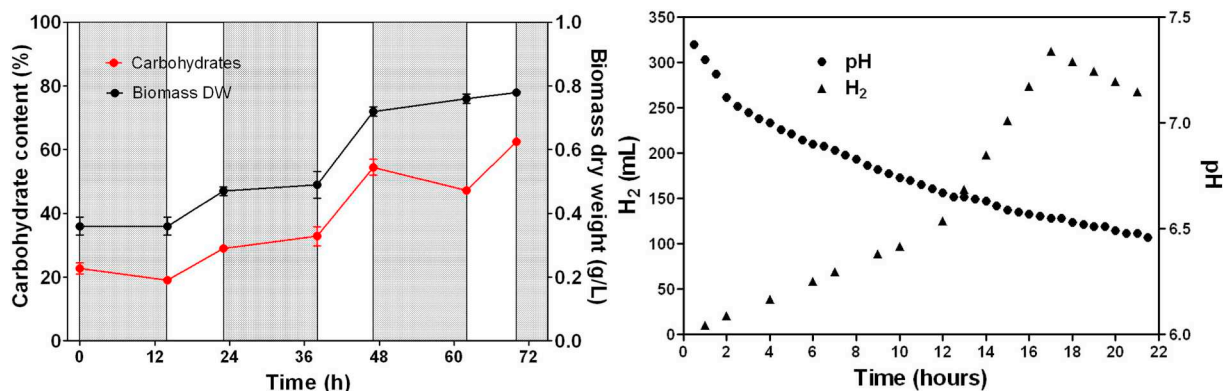 Carbohydrate content (%)
100
80
60
40
20
0
Carbohydrates
Biomass DW
1.0
0.8
0.6
0.4
0.2
0.0
Biomass dry weight (g/L)
0 12 24 36 48 60 72
Time (h)
H2 (mL)
350
300
250
200
150
100
50
0
pH
H2
7.5
7.0
6.5
6.0
pH
0 2 4 6 8 10 12 14 16 18 20 22
Time (hours)